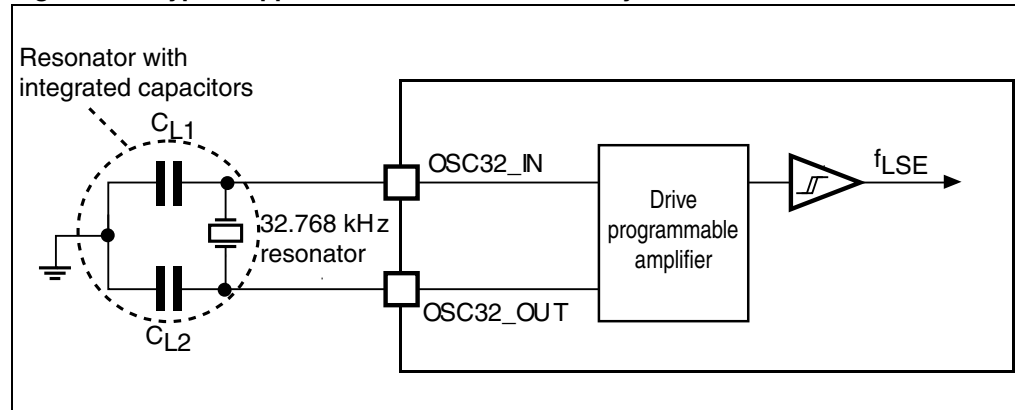 Resonator with
integrated capacitors
CL1
OSC32_IN
fLSE
Drive
programmable
amplifier
32.768 kHz
resonator
OSC32_OUT
CL2